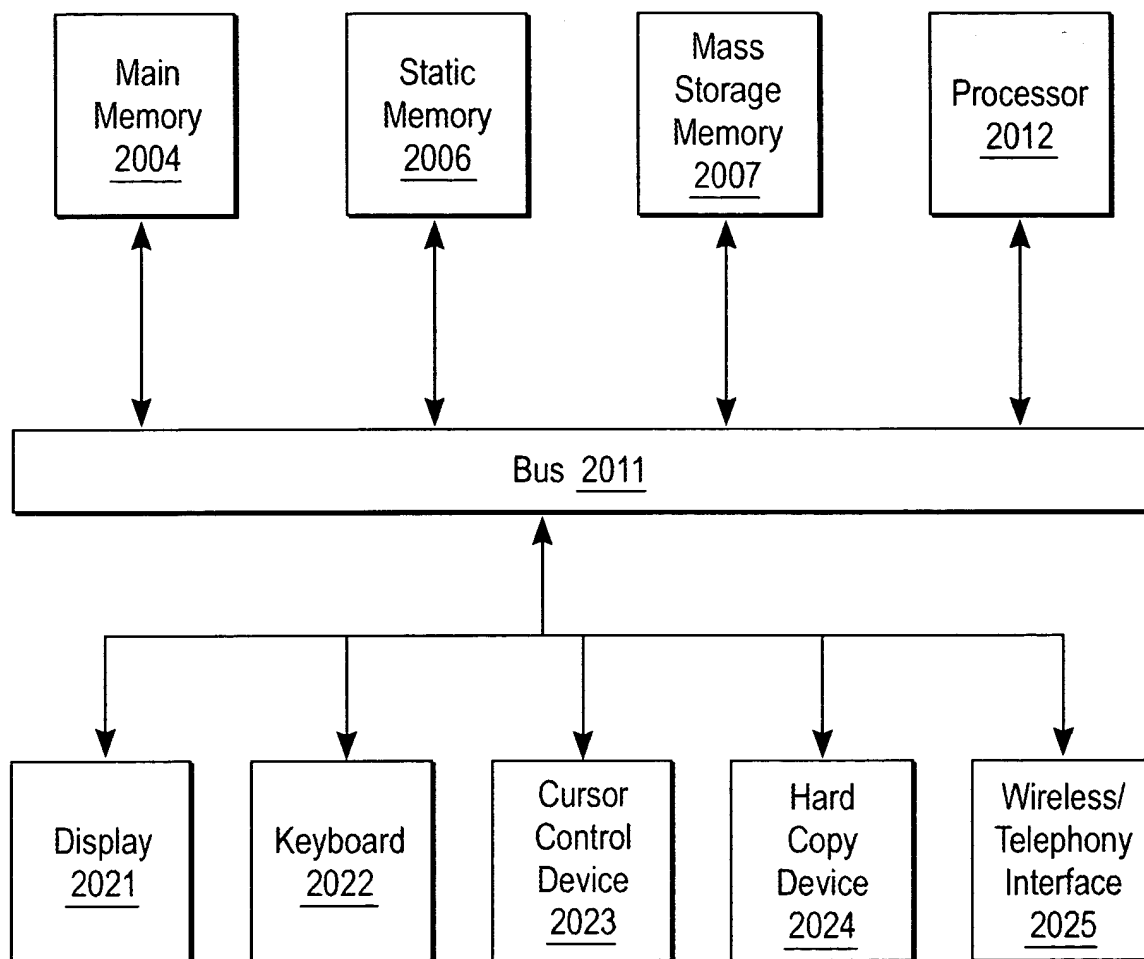 Main
Memory
2004
Static
Memory
2006
Mass
Storage
Memory
2007
Processor
2012
Bus 2011
Display
2021
Keyboard
2022
Cursor
Control
Device
2023
Hard
Copy
Device
2024
Wireless/
Telephony
Interface
2025